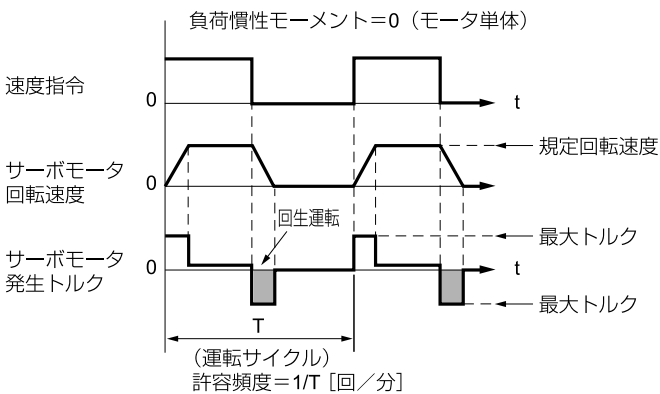 負荷慣性モーメント＝0（モータ単体）
速度指令
0
t
サーボモータ
回転速度
0
規定回転速度
回生運転
サーボモータ
発生トルク
0
t
最大トルク
最大トルク
T
（運転サイクル）
許容頻度＝1/T［回／分］